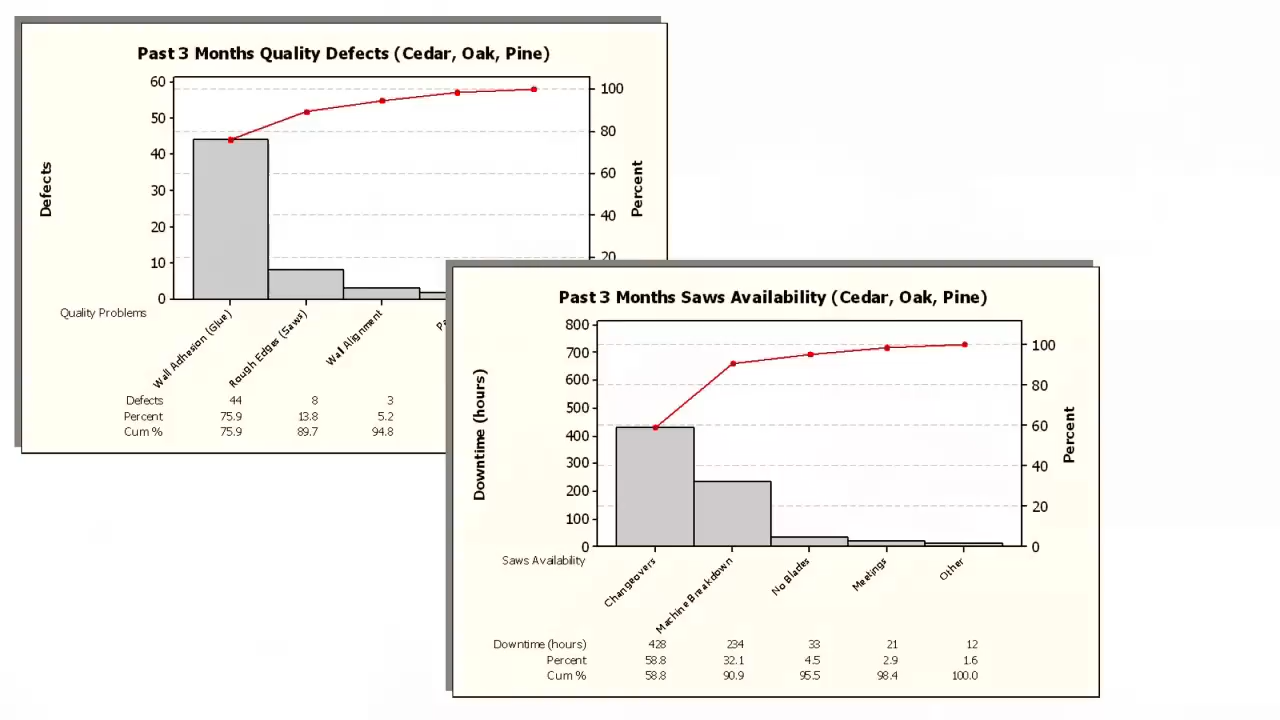 Past 3 Months Quality Defects (Cedar, Oak, Pine)
60
50
40
30
20
10
0
100
80
60
40
20
Defects
Percent
Quality Problems
Wall Adhesion (Glue)
Rough Edges (Saws)
Wall Alignment
Defects 44 8 3
Percent 75.9 13.8 5.2
Cum % 75.9 89.7 94.8
Past 3 Months Saws Availability (Cedar, Oak, Pine)
800
700
600
500
400
300
200
100
0
100
80
60
40
20
0
Downtime (hours)
Percent
Saws Availability
Changeovers
Machine Breakdown
No Blades
Meetings
Other
Downtime (hours) 428 234 33 21 12
Percent 58.8 32.1 4.5 2.9 1.6
Cum % 58.8 90.9 95.5 98.4 100.0